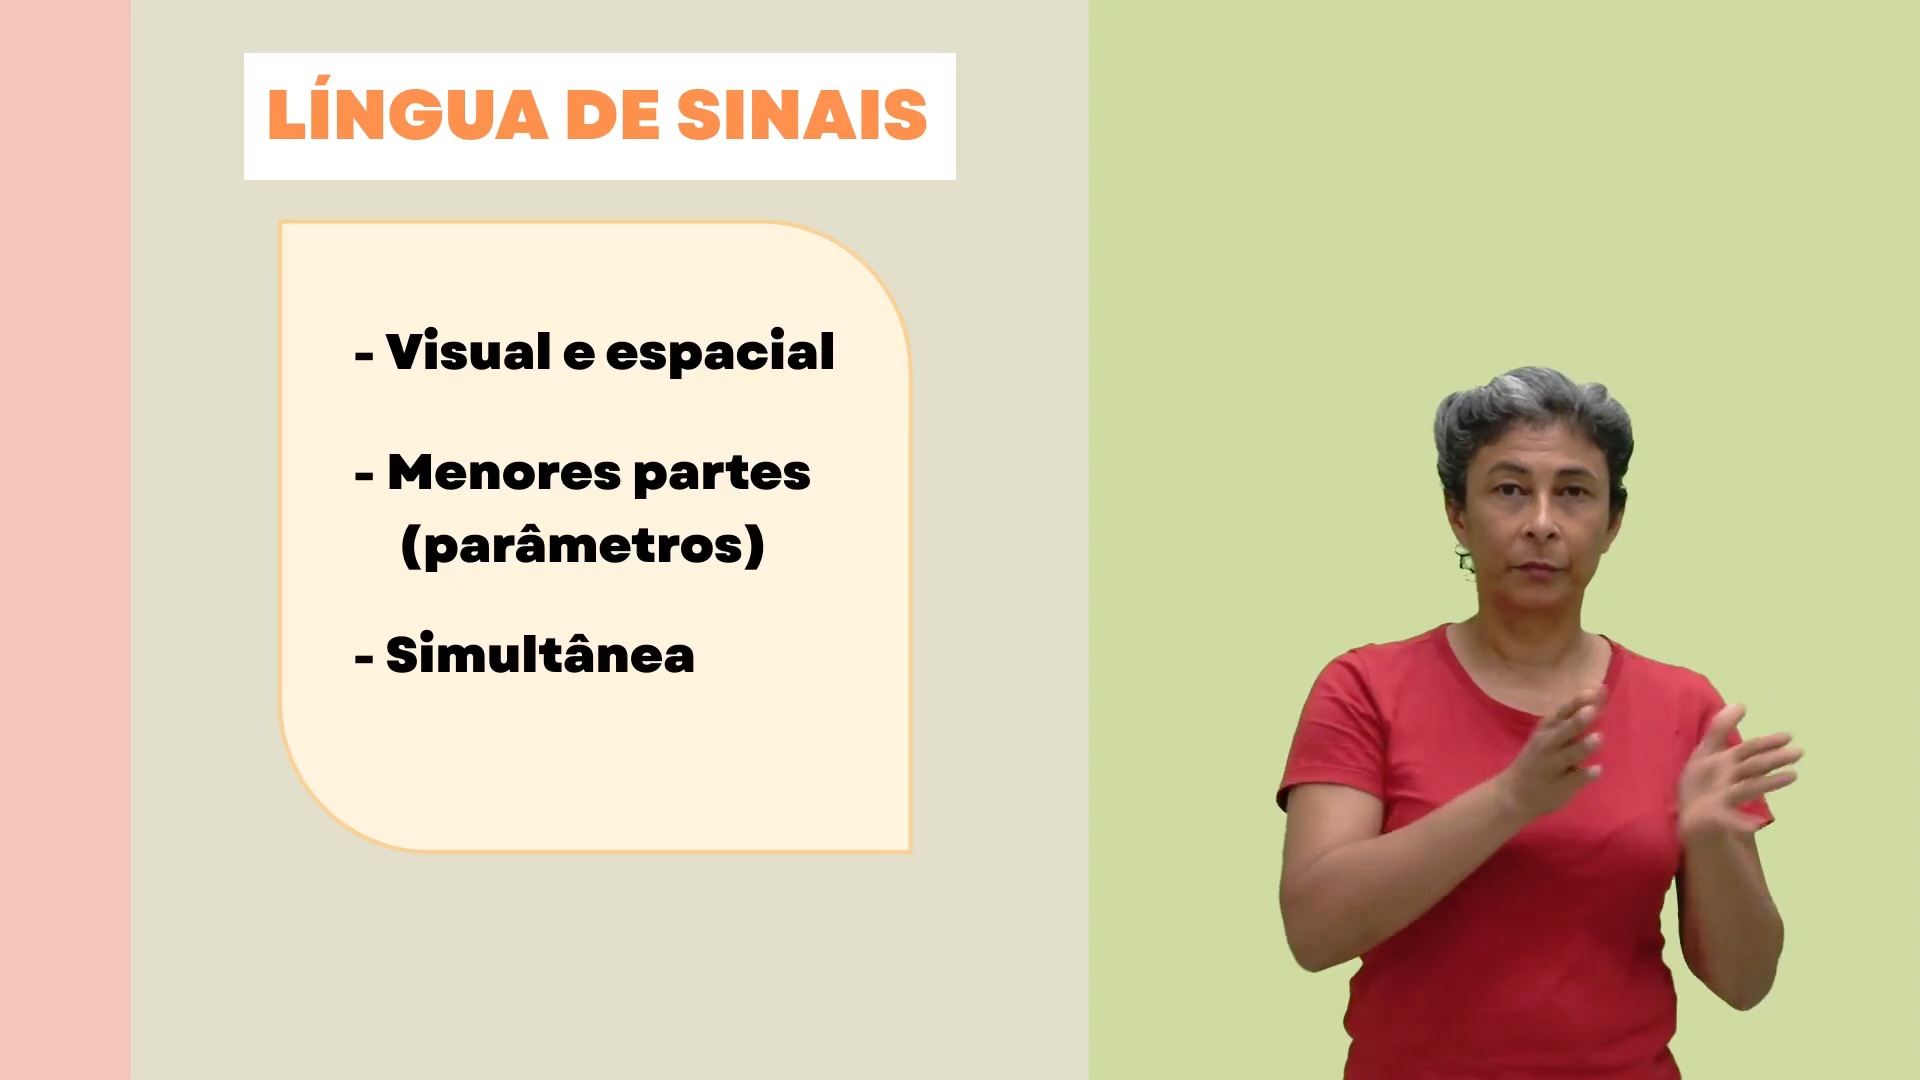 LÍNGUA DE SINAIS
- Visual e espacial
- Menores partes
(parâmetros)
- Simultânea